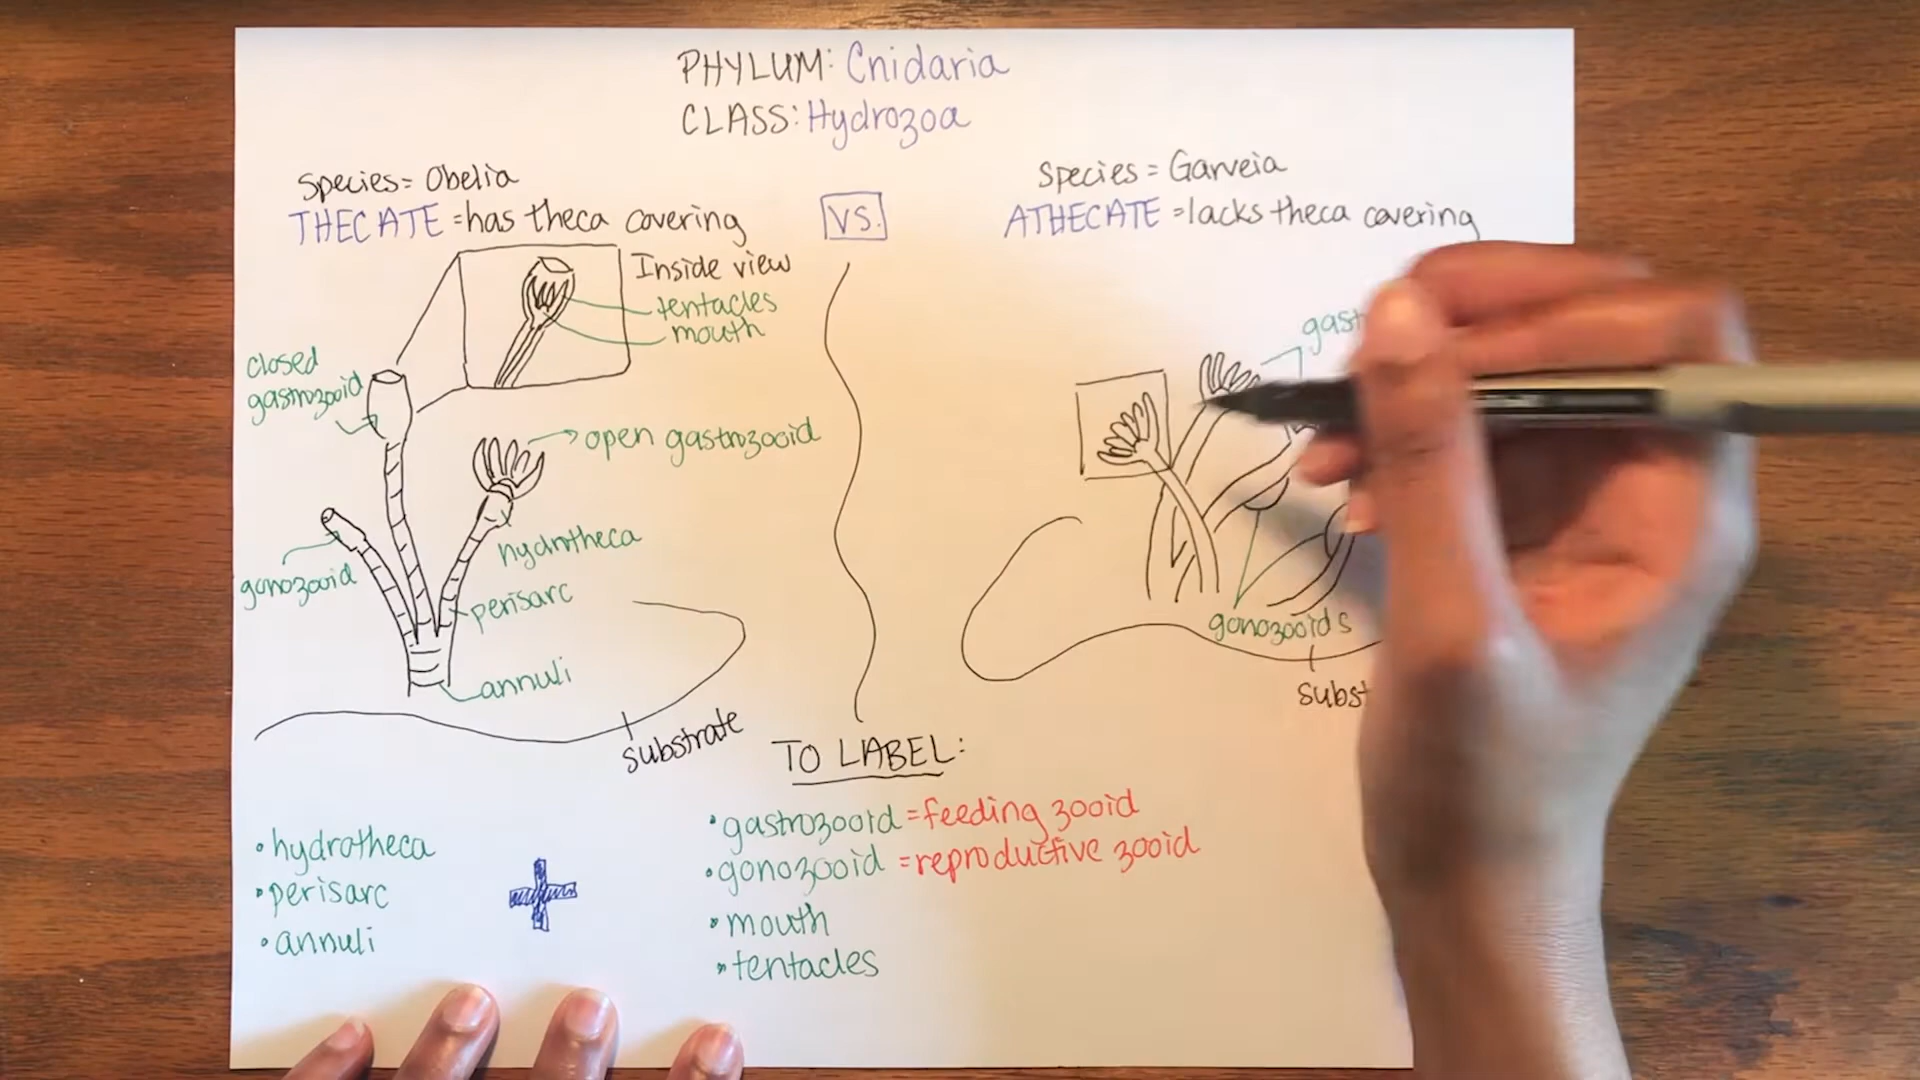 PHYLUM: Cnidaria
CLASS: Hydrozoa
Species = Obelia
THECATE = has theca covering
VS.
Species = Garveia
ATHECATE = lacks theca covering
Inside view
tentacles
mouth
closed
gastrozooid
open gastrozooid
hydrotheca
gonozooid
perisarc
annuli
substrate
gast
gonozooids
subst
TO LABEL:
• hydrotheca
• perisarc
• annuli
• gastrozooid = feeding zooid
• gonozooid = reproductive zooid
• mouth
• tentacles